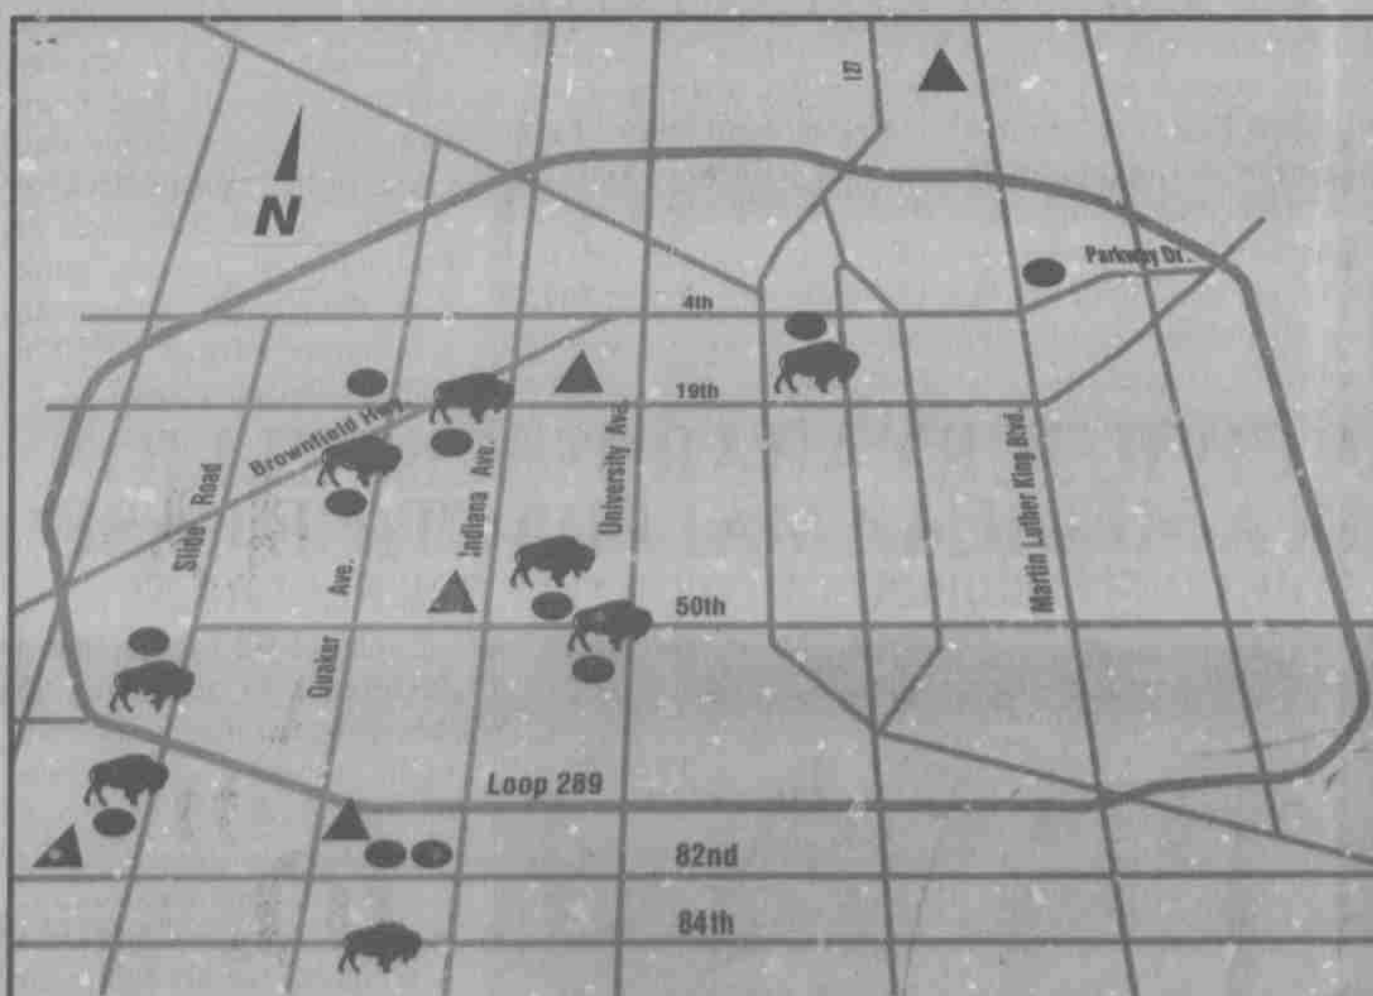 I 27
N
Parkway Dr.
4th
19th
Brownfield Hwy
Slide Road
Indiana Ave.
University Ave.
Martin Luther King Blvd.
Quaker Ave.
50th
Loop 289
82nd
84th